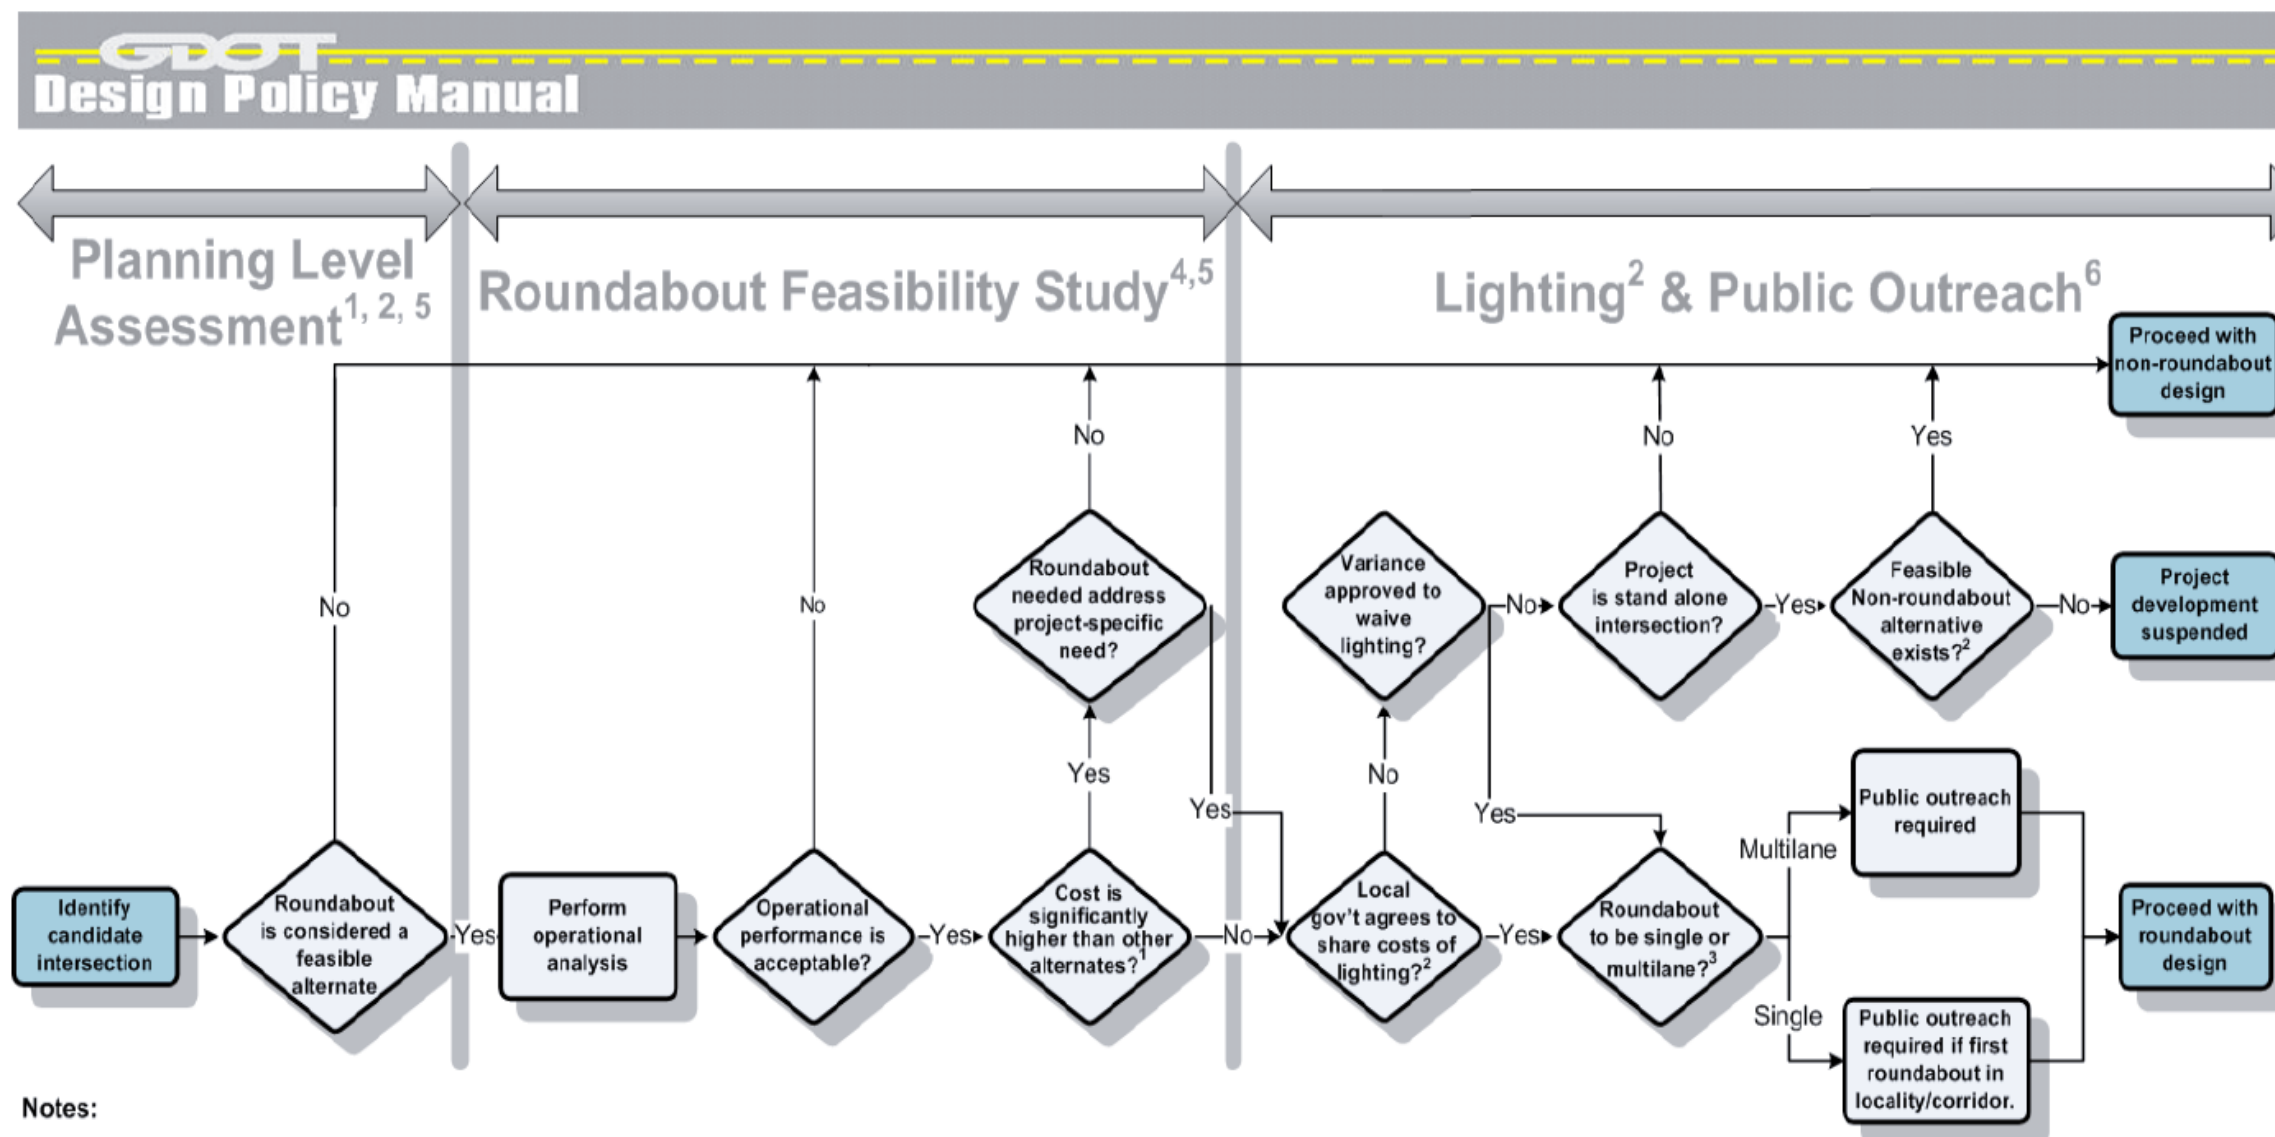 GDOT
Design Policy Manual
Planning Level
Assessment1, 2, 5
Roundabout Feasibility Study4,5
Lighting2 & Public Outreach6
Proceed with
non-roundabout
design
No
No
No
No
Yes
Roundabout
needed address
project-specific
need?
Variance
approved to
waive
lighting?
No
Project
is stand alone
intersection?
Yes
Feasible
Non-roundabout
alternative
exists?2
No
Project
development
suspended
Yes
Yes
No
Yes
Multilane
Public outreach
required
Identify
candidate
intersection
Roundabout
is considered a
feasible
alternate
Yes
Perform
operational
analysis
Operational
performance is
acceptable?
Yes
Cost is
significantly
higher than other
alternates?1
No
Local
gov't agrees to
share costs of
lighting?2
Yes
Roundabout
to be single or
multilane?3
Single
Public outreach
required if first
roundabout in
locality/corridor.
Proceed with
roundabout
design
Notes: